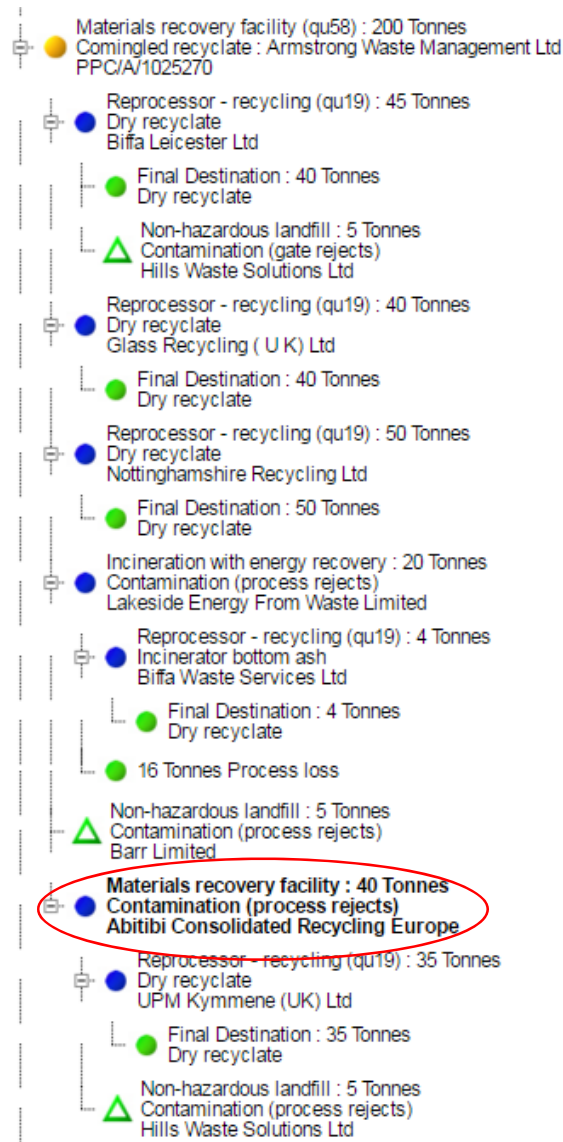 Materials recovery facility (qu58) : 200 Tonnes
Comingled recyclate : Armstrong Waste Management Ltd
PPC/A/1025270
Reprocessor - recycling (qu19) : 45 Tonnes
Dry recyclate
Biffa Leicester Ltd
Final Destination : 40 Tonnes
Dry recyclate
Non-hazardous landfill : 5 Tonnes
Contamination (gate rejects)
Hills Waste Solutions Ltd
Reprocessor - recycling (qu19) : 40 Tonnes
Dry recyclate
Glass Recycling ( U K) Ltd
Final Destination : 40 Tonnes
Dry recyclate
Reprocessor - recycling (qu19) : 50 Tonnes
Dry recyclate
Nottinghamshire Recycling Ltd
Final Destination : 50 Tonnes
Dry recyclate
Incineration with energy recovery : 20 Tonnes
Contamination (process rejects)
Lakeside Energy From Waste Limited
Reprocessor - recycling (qu19) : 4 Tonnes
Incinerator bottom ash
Biffa Waste Services Ltd
Final Destination : 4 Tonnes
Dry recyclate
16 Tonnes Process loss
Non-hazardous landfill : 5 Tonnes
Contamination (process rejects)
Barr Limited
Materials recovery facility : 40 Tonnes
Contamination (process rejects)
Abitibi Consolidated Recycling Europe
Reprocessor - recycling (qu19) : 35 Tonnes
Dry recyclate
UPM Kymmene (UK) Ltd
Final Destination : 35 Tonnes
Dry recyclate
Non-hazardous landfill : 5 Tonnes
Contamination (process rejects)
Hills Waste Solutions Ltd